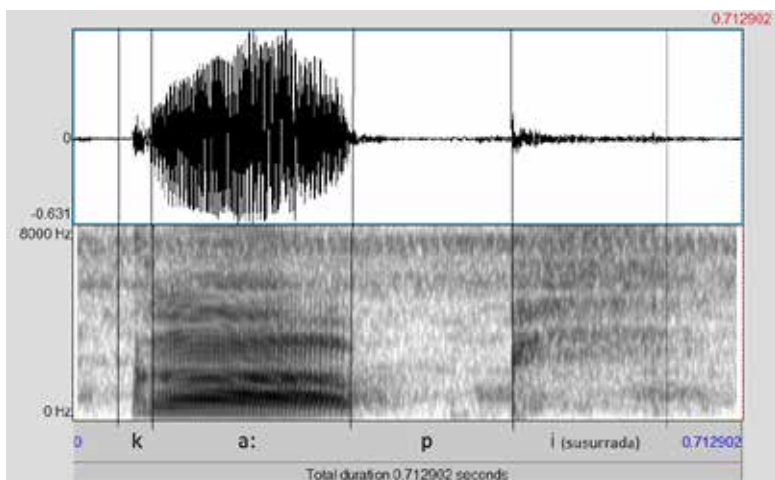 0.712902
0
-0.631
8000 Hz
0 Hz
0 k a: p i (susurrada) 0.712902
Total duration 0.712902 seconds